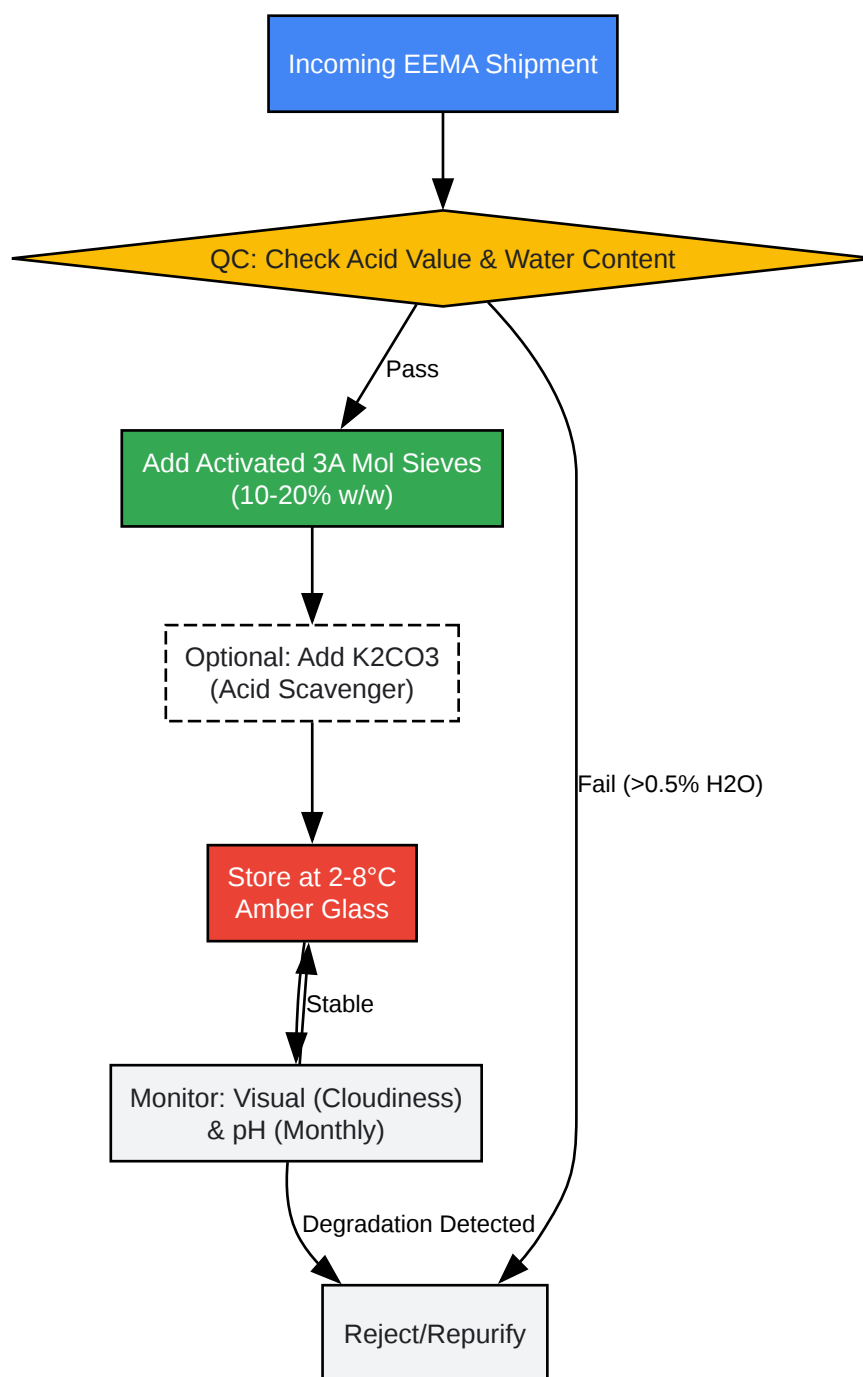 Incoming EEMA Shipment
QC: Check Acid Value & Water Content
Pass
Add Activated 3A Mol Sieves
(10-20% w/w)
Optional: Add K2CO3
(Acid Scavenger)
Fail (>0.5% H2O)
Store at 2-8°C
Amber Glass
Stable
Monitor: Visual (Cloudiness)
& pH (Monthly)
Degradation Detected
Reject/Repurify